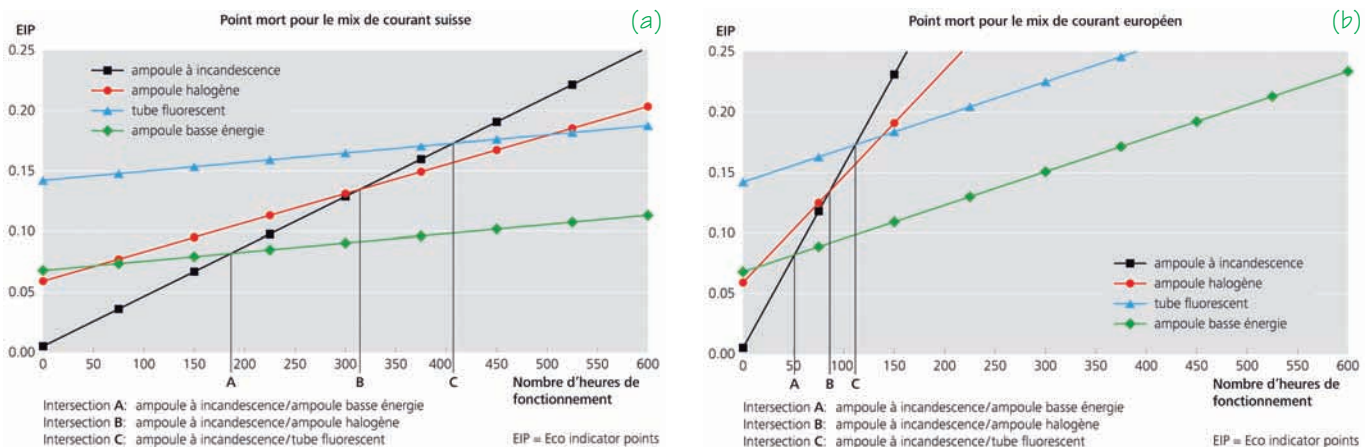 Point mort pour le mix de courant suisse
(a)
EIP
0.25
0.20
0.15
0.10
0.05
0.00
ampoule à incandescence
ampoule halogène
tube fluorescent
ampoule basse énergie
0 50 100 150 200 250 300 350 400 450 500 550 600
A B C
Nombre d'heures de
fonctionnement
Intersection A: ampoule à incandescence/ampoule basse énergie
Intersection B: ampoule à incandescence/ampoule halogène
Intersection C: ampoule à incandescence/tube fluorescent
EIP = Eco indicator points
Point mort pour le mix de courant européen
(b)
EIP
0.25
0.20
0.15
0.10
0.05
0.00
ampoule à incandescence
ampoule halogène
tube fluorescent
ampoule basse énergie
0 50 100 150 200 250 300 350 400 450 500 550 600
A B C
Nombre d'heures de
fonctionnement
Intersection A: ampoule à incandescence/ampoule basse énergie
Intersection B: ampoule à incandescence/ampoule halogène
Intersection C: ampoule à incandescence/tube fluorescent
EIP = Eco indicator points